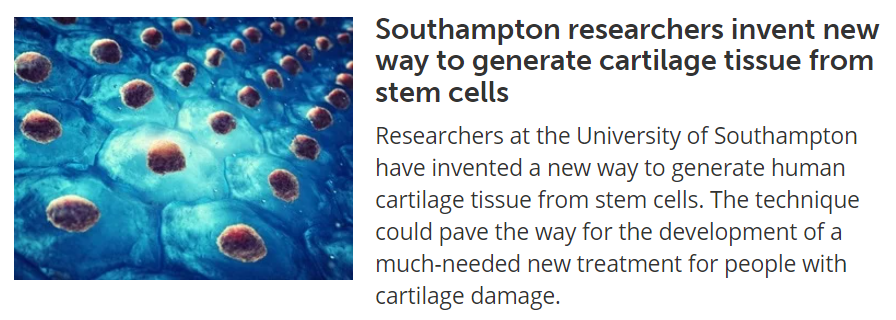 Southampton researchers invent new
way to generate cartilage tissue from
stem cells
Researchers at the University of Southampton
have invented a new way to generate human
cartilage tissue from stem cells. The technique
could pave the way for the development of a
much-needed new treatment for people with
cartilage damage.